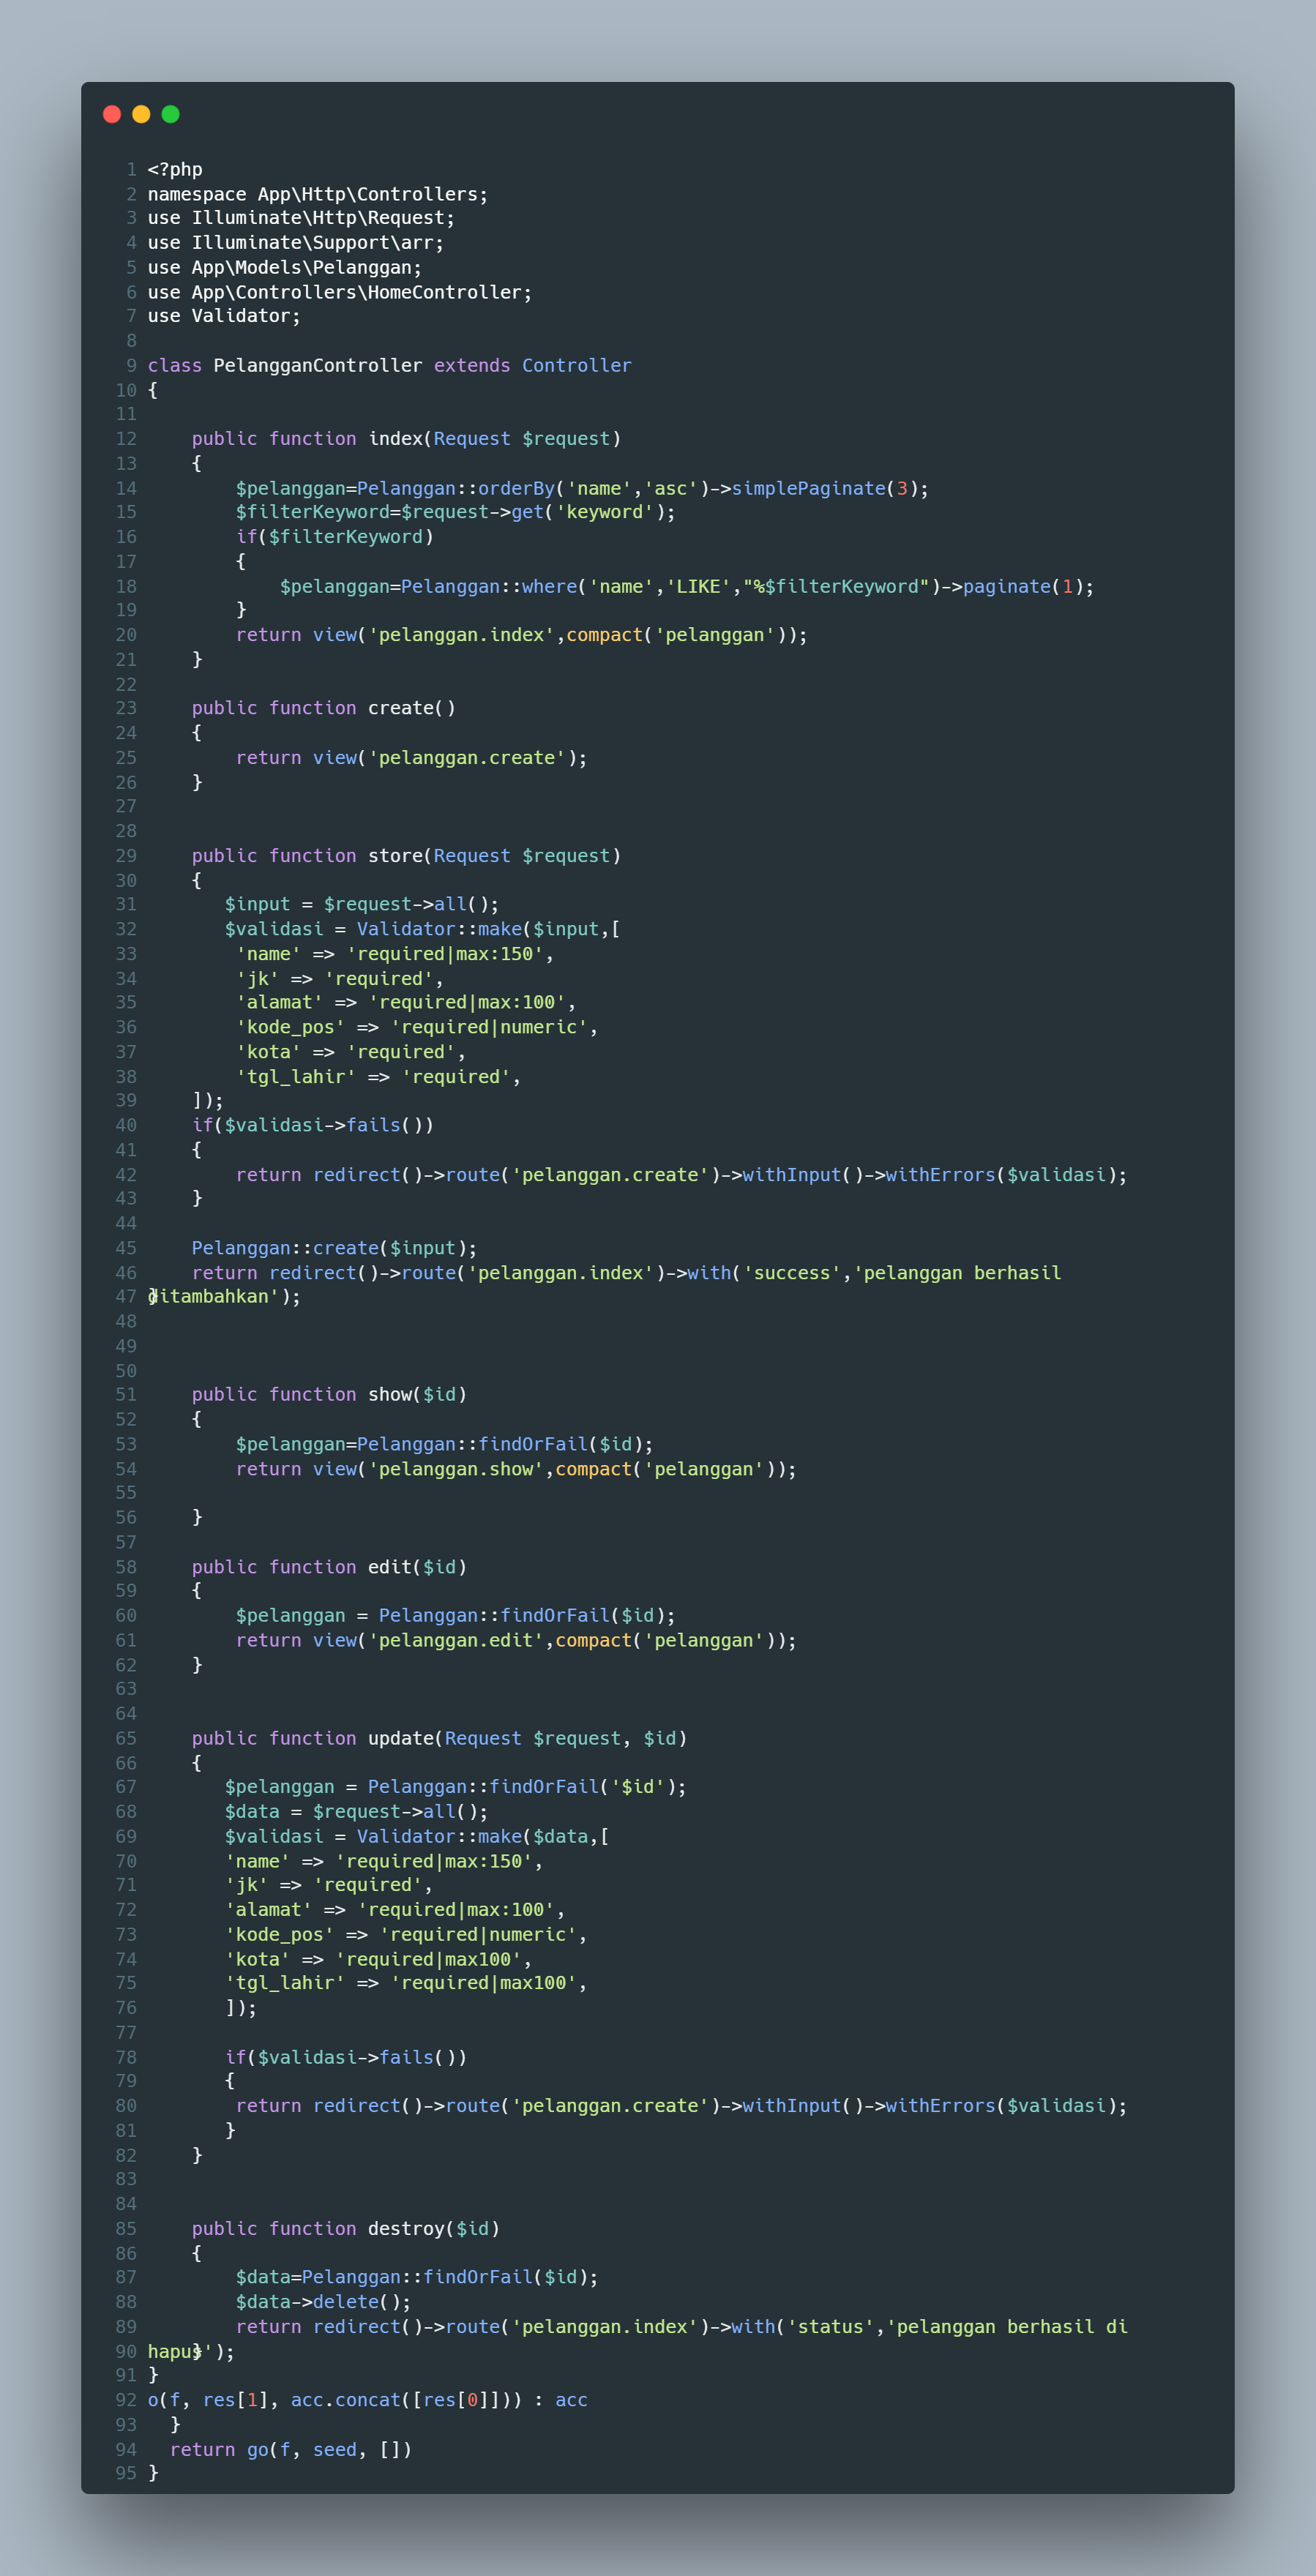 1 <?php
2 namespace App\Http\Controllers;
3 use Illuminate\Http\Request;
4 use Illuminate\Support\arr;
5 use App\Models\Pelanggan;
6 use App\Controllers\HomeController;
7 use Validator;
8
9 class PelangganController extends Controller
10 {
11
12     public function index(Request $request)
13     {
14         $pelanggan=Pelanggan::orderBy('name','asc')->simplePaginate(3);
15         $filterKeyword=$request->get('keyword');
16         if($filterKeyword)
17         {
18             $pelanggan=Pelanggan::where('name','LIKE',"%$filterKeyword")->paginate(1);
19         }
20         return view('pelanggan.index',compact('pelanggan'));
21     }
22
23     public function create()
24     {
25         return view('pelanggan.create');
26     }
27
28
29     public function store(Request $request)
30     {
31        $input = $request->all();
32        $validasi = Validator::make($input,[
33         'name' => 'required|max:150',
34         'jk' => 'required',
35         'alamat' => 'required|max:100',
36         'kode_pos' => 'required|numeric',
37         'kota' => 'required',
38         'tgl_lahir' => 'required',
39     ]);
40     if($validasi->fails())
41     {
42         return redirect()->route('pelanggan.create')->withInput()->withErrors($validasi);
43     }
44
45     Pelanggan::create($input);
46     return redirect()->route('pelanggan.index')->with('success','pelanggan berhasil
47 ditambahkan');
}
48
49
50
51     public function show($id)
52     {
53         $pelanggan=Pelanggan::findOrFail($id);
54         return view('pelanggan.show',compact('pelanggan'));
55
56     }
57
58     public function edit($id)
59     {
60         $pelanggan = Pelanggan::findOrFail($id);
61         return view('pelanggan.edit',compact('pelanggan'));
62     }
63
64
65     public function update(Request $request, $id)
66     {
67        $pelanggan = Pelanggan::findOrFail('$id');
68        $data = $request->all();
69        $validasi = Validator::make($data,[
70        'name' => 'required|max:150',
71        'jk' => 'required',
72        'alamat' => 'required|max:100',
73        'kode_pos' => 'required|numeric',
74        'kota' => 'required|max100',
75        'tgl_lahir' => 'required|max100',
76        ]);
77
78        if($validasi->fails())
79        {
80         return redirect()->route('pelanggan.create')->withInput()->withErrors($validasi);
81        }
82     }
83
84
85     public function destroy($id)
86     {
87         $data=Pelanggan::findOrFail($id);
88         $data->delete();
89         return redirect()->route('pelanggan.index')->with('status','pelanggan berhasil di
90 hapus');
}
91 }
92 o(f, res[1], acc.concat([res[0]])) : acc
93   }
94   return go(f, seed, [])
95 }